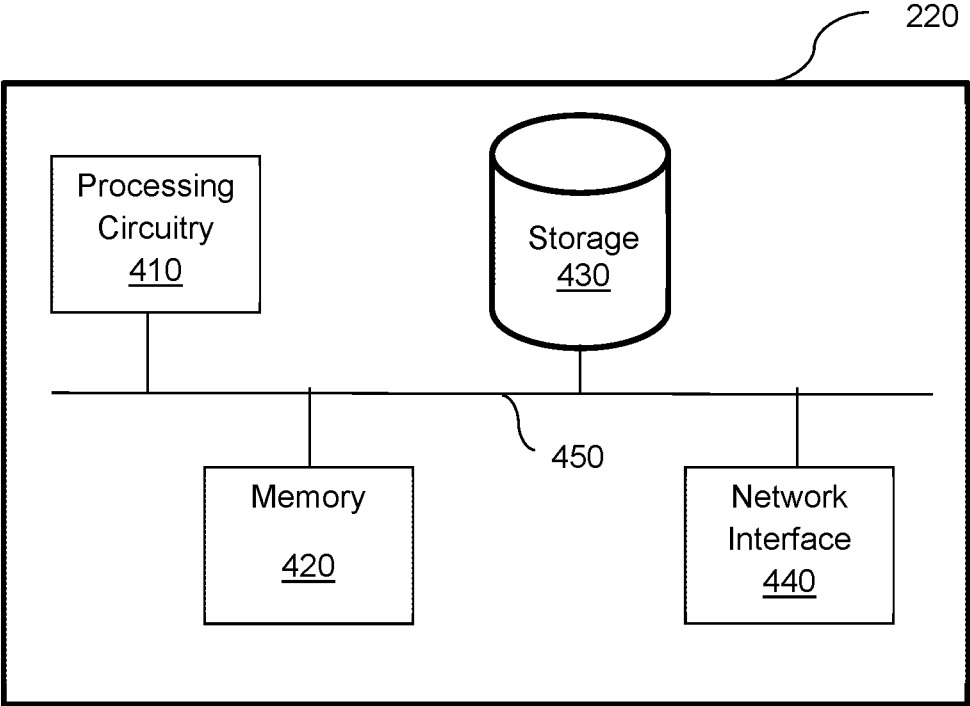 220
Processing
Circuitry
410
Storage
430
450
Memory
420
Network
Interface
440